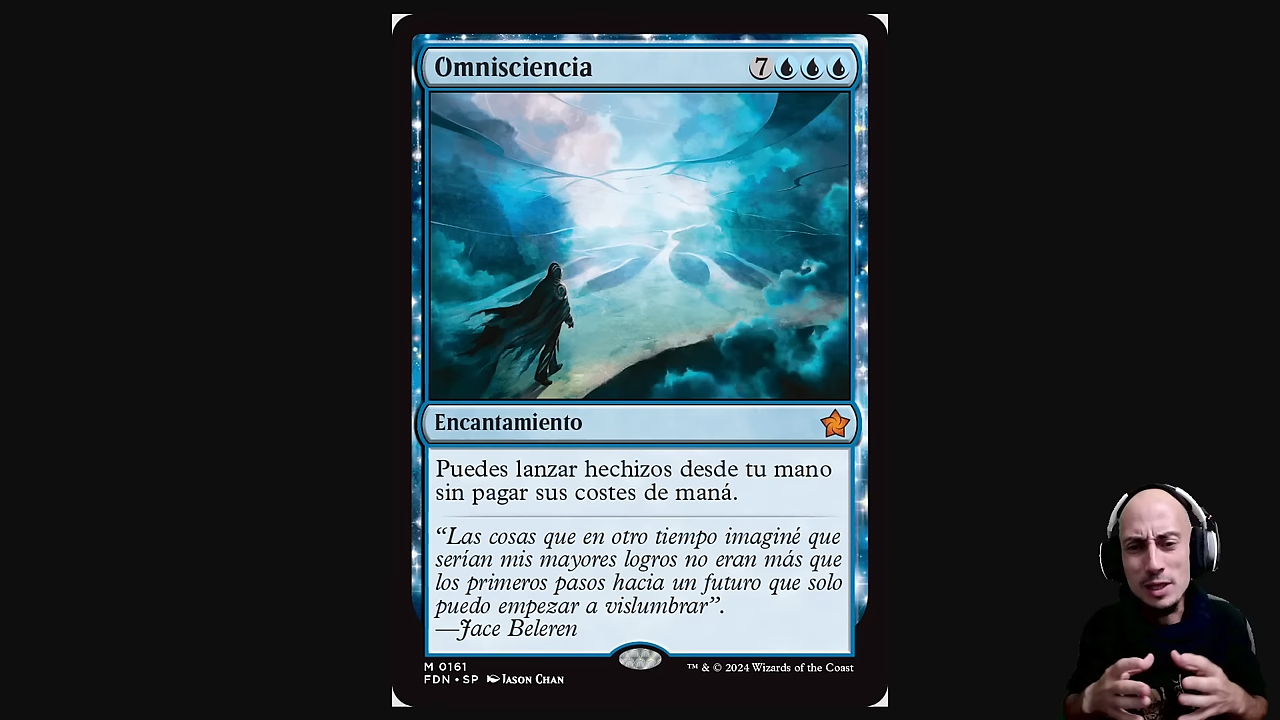 Omnisciencia 7
Encantamiento
Puedes lanzar hechizos desde tu mano
sin pagar sus costes de maná.
“Las cosas que en otro tiempo imaginé que
serían mis mayores logros no eran más que
los primeros pasos hacia un futuro que solo
puedo empezar a vislumbrar”.
—Jace Beleren
M 0161
FDN • SP JASON CHAN
™ & © 2024 Wizards of the Coast